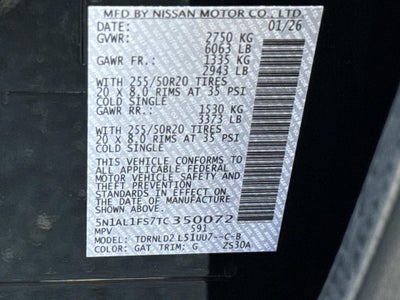 MFD BY NISSAN MOTOR CO., LTD
DATE: 01/26
GVWR: 2750 KG
6063 LB
GAWR FR.: 1335 KG
2943 LB
WITH 255/50R20 TIRES
20 x 8.0 RIMS AT 35 PSI
COLD SINGLE
GAWR RR.: 1530 KG
3373 LB
WITH 255/50R20 TIRES
20 x 8.0 RIMS AT 35 PSI
COLD SINGLE
THIS VEHICLE CONFORMS TO
ALL APPLICABLE FEDERAL
MOTOR VEHICLE SAFETY AND
THEFT PREVENTION
STANDARDS IN EFFECT ON
THE DATE OF MANUFACTURE
SHOWN ABOVE
5N1AL1FS7TC350072
MPV 591
MODEL: TDRNLD2L51UU7--C-B
COLOR: GAT TRIM: G 2S30A